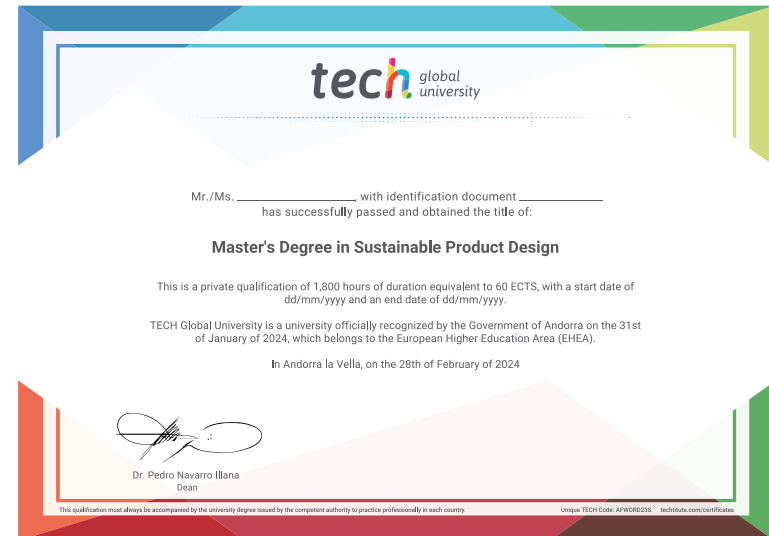 tech global university
Mr./Ms. ____________, with identification document ____________
has successfully passed and obtained the title of:
Master's Degree in Sustainable Product Design
This is a private qualification of 1,800 hours of duration equivalent to 60 ECTS, with a start date of
dd/mm/yyyy and an end date of dd/mm/yyyy.
TECH Global University is a university officially recognized by the Government of Andorra on the 31st
of January of 2024, which belongs to the European Higher Education Area (EHEA).
In Andorra la Vella, on the 28th of February of 2024
Dr. Pedro Navarro Illana
Dean
This qualification must always be accompanied by the university degree issued by the competent authority to practice professionally in each country.
Unique TECH Code: AFWORD23S techtitute.com/certificates